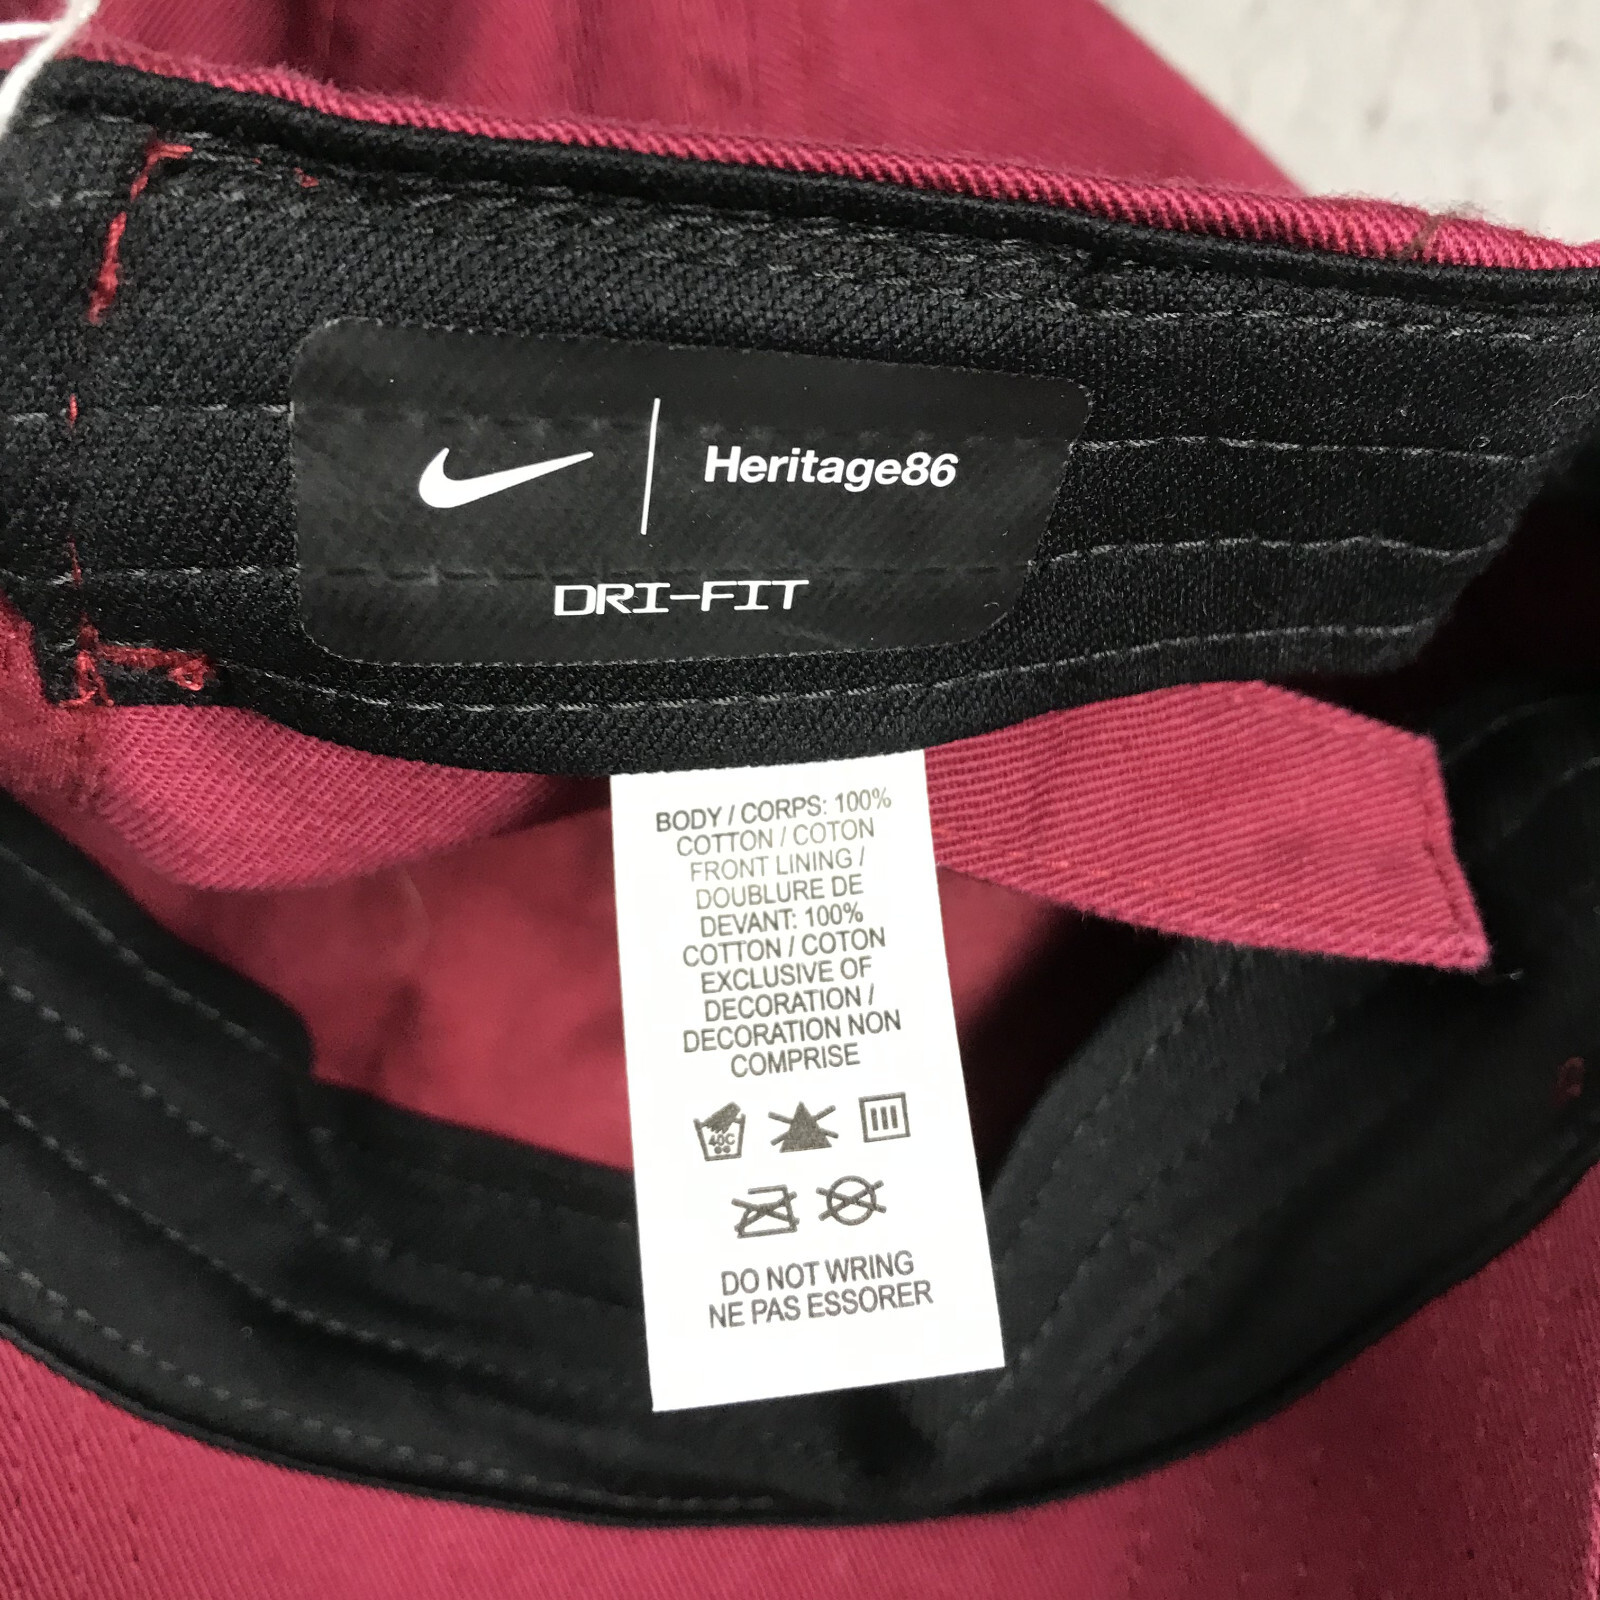 Heritage86
DRI-FIT
BODY / CORPS: 100%
COTTON / COTON
FRONT LINING /
DOUBLURE DE
DEVANT: 100%
COTTON / COTON
EXCLUSIVE OF
DECORATION /
DECORATION NON
COMPRISE
40C
DO NOT WRING
NE PAS ESSORER